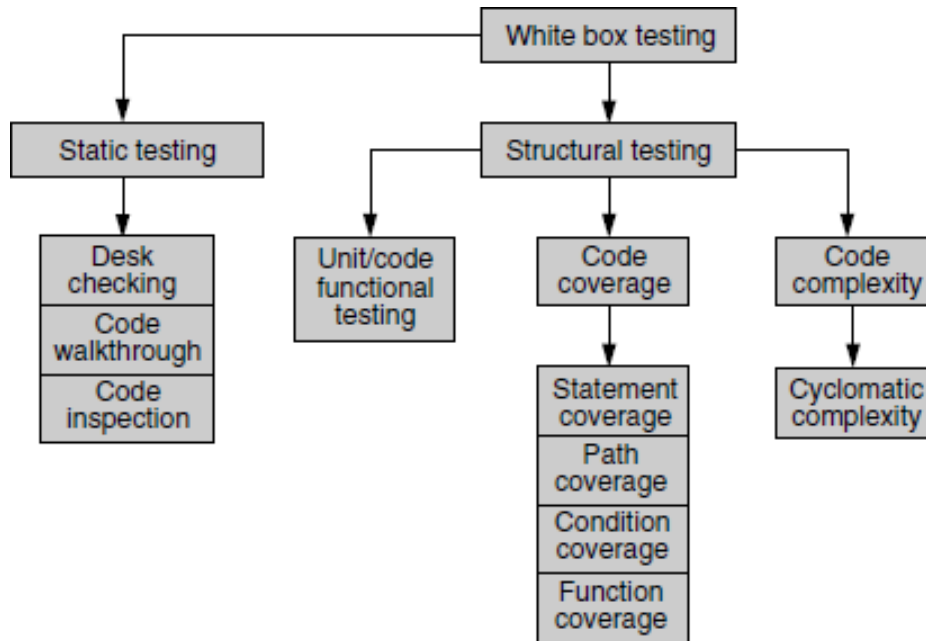 White box testing
Static testing
Structural testing
Desk
checking
Code
walkthrough
Code
inspection
Unit/code
functional
testing
Code
coverage
Statement
coverage
Path
coverage
Condition
coverage
Function
coverage
Code
complexity
Cyclomatic
complexity